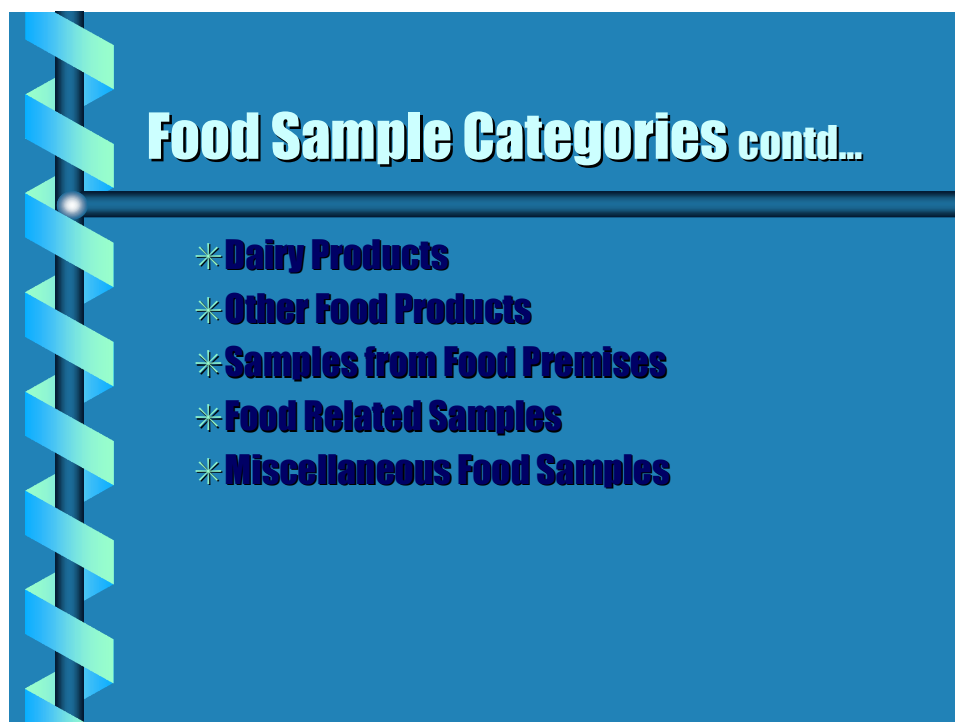 Food Sample Categories contd...
Dairy Products
Other Food Products
Samples from Food Premises
Food Related Samples
Miscellaneous Food Samples